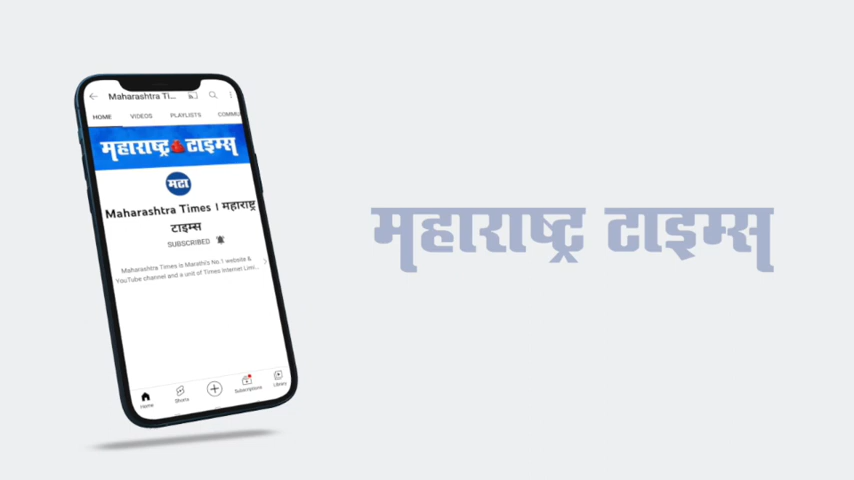 Maharashtra Ti...
HOME VIDEOS PLAYLISTS COMMU
महाराष्ट्र टाइम्स
मटा
Maharashtra Times । महाराष्ट्र
टाइम्स
SUBSCRIBED
Maharashtra Times is Marathi's No.1 website &
YouTube channel and a unit of Times Internet Limi...
Home Shorts Subscriptions Library
महाराष्ट्र टाइम्स